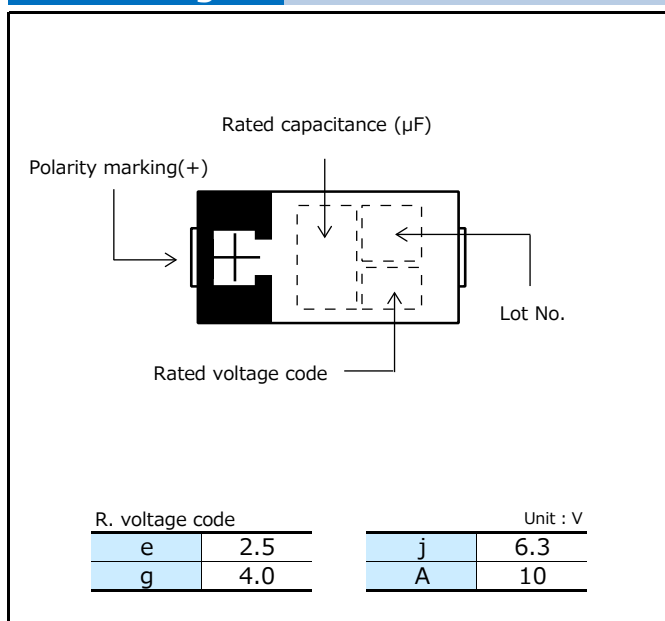 Rated capacitance (µF)
Polarity marking(+)
Lot No.
Rated voltage code
R. voltage code
Unit : V
e 2.5 j 6.3
g 4.0 A 10